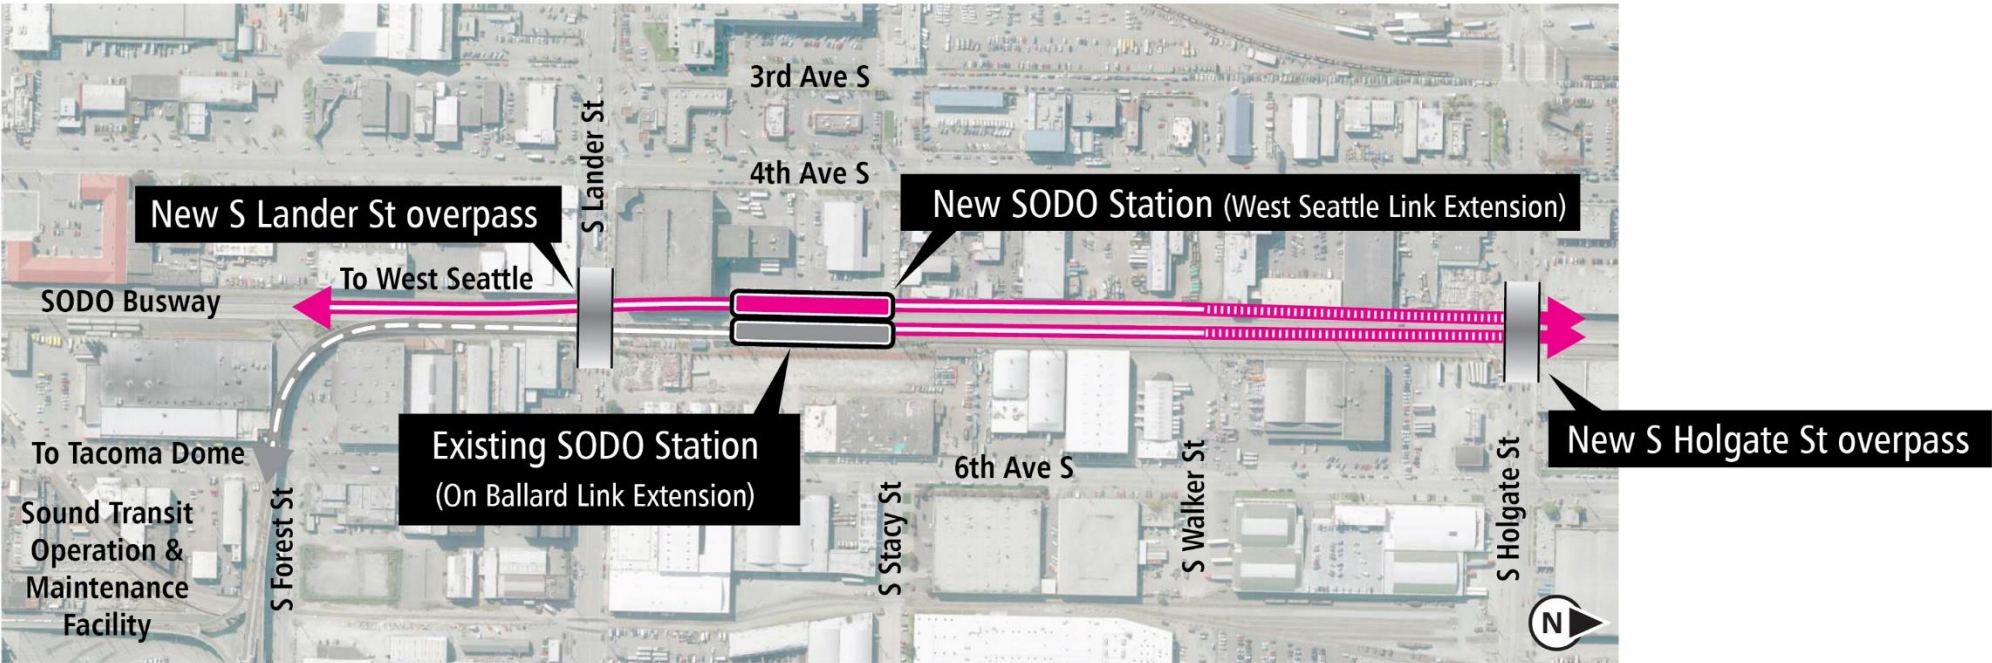 3rd Ave S
S Lander St
4th Ave S
New S Lander St overpass
New SODO Station (West Seattle Link Extension)
To West Seattle
SODO Busway
Existing SODO Station
(On Ballard Link Extension)
New S Holgate St overpass
To Tacoma Dome
6th Ave S
S Walker St
S Holgate St
S Stacy St
S Forest St
Sound Transit
Operation &
Maintenance
Facility
N